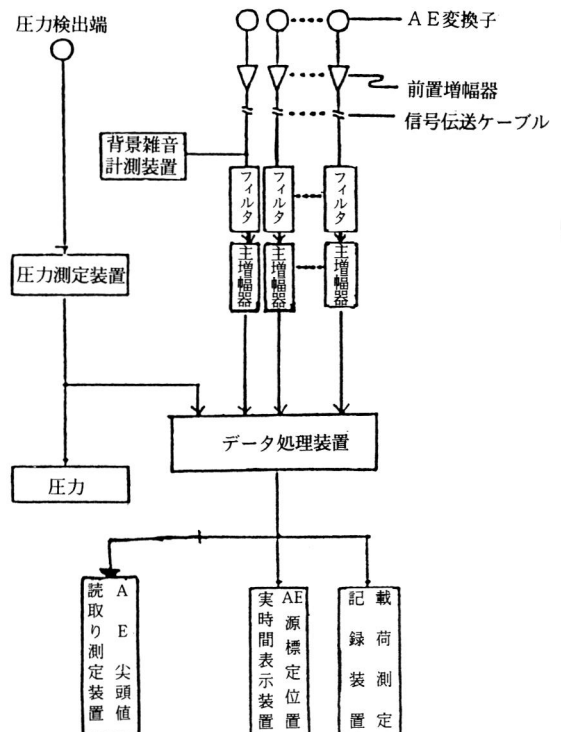 圧力検出端
AE変換子
前置増幅器
信号伝送ケーブル
背景雑音
計測装置
フィルタ
フィルタ
フィルタ
圧力測定装置
主増幅器
主増幅器
主増幅器
データ処理装置
圧力
AE尖頭値
読取り測定装置
AE源標定位置
実時間表示装置
載荷測定
記録装置